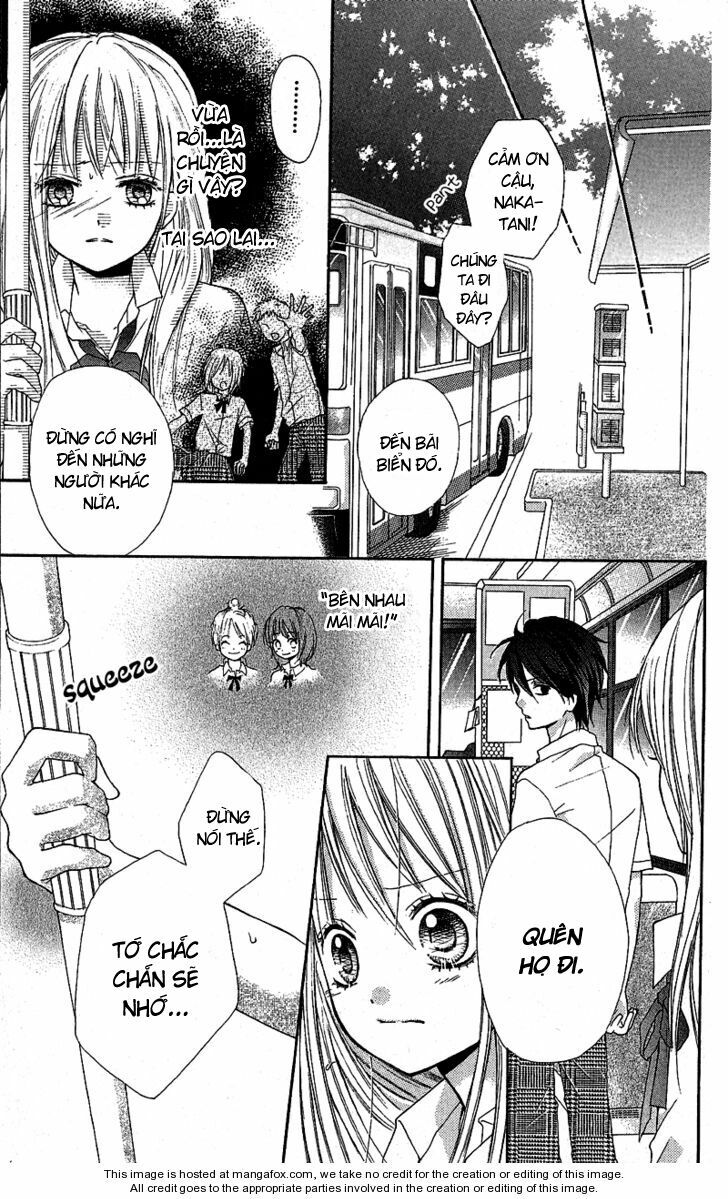 CẢM ƠN
CẬU,
NAKA-
TANI!
Pant
CHÚNG
TA ĐI
ĐÂU
ĐÂY?
ĐẾN BÃI
BIỂN ĐÓ.
.........
VỪA
RỒI...LÀ
CHUYỆN
GÌ VẬY?
TẠI SAO LẠI...
ĐỪNG CÓ NGHĨ
ĐẾN NHỮNG
NGƯỜI KHÁC
NỮA.
QUÊN
HỌ ĐI.
"BÊN NHAU
MÃI MÃI!"
squeeze
ĐỪNG
NÓI THẾ.
TỚ CHẮC
CHẮN SẼ
NHỚ...
This image is hosted at mangafox.com, we take no credit for the creation or editing of this image.
All credit goes to the appropriate parties involved in the creation or editing of this image.